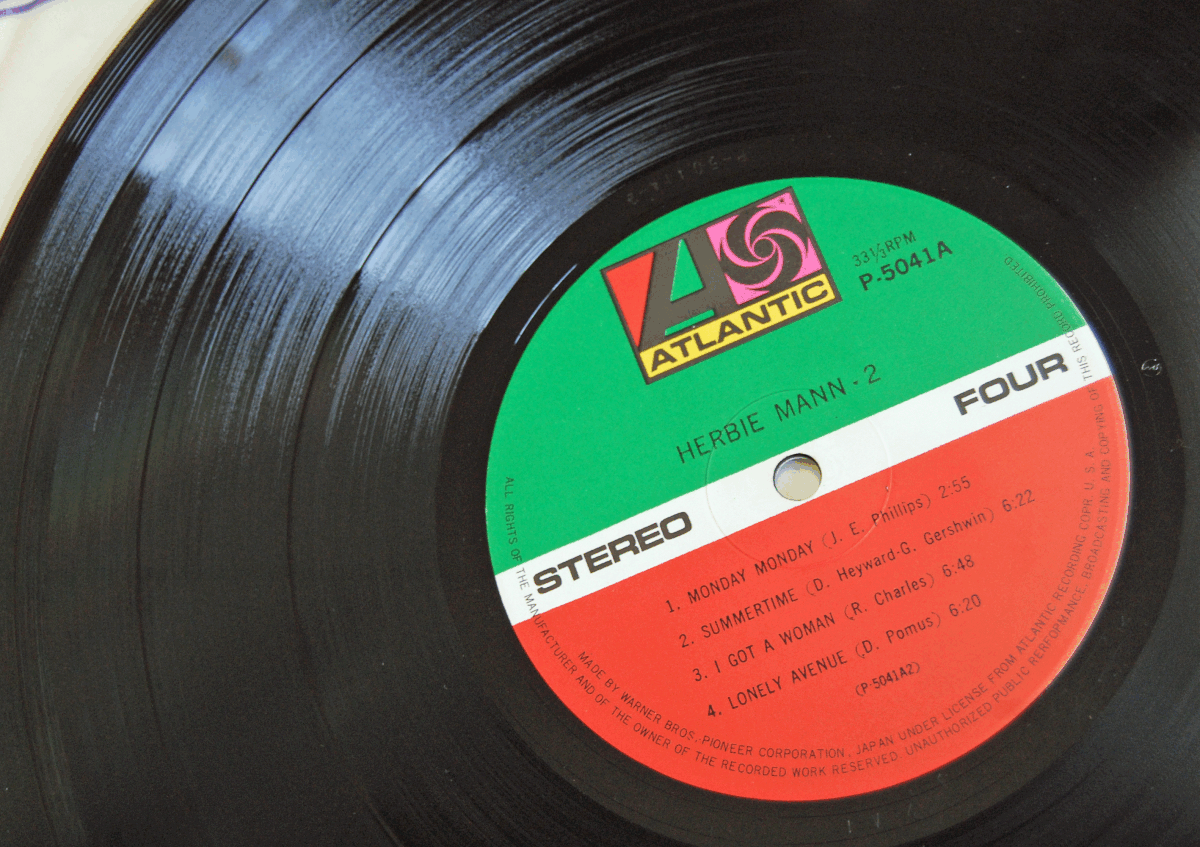 ATLANTIC
33⅓RPM
P-5041A
HERBIE MANN - 2
STEREO FOUR
1. MONDAY MONDAY (J. E. Phillips) 2:55
2. SUMMERTIME (D. Heyward-G. Gershwin) 6:22
3. I GOT A WOMAN (R. Charles) 6:48
4. LONELY AVENUE (D. Pomus) 6:20
(P-5041A2)
MADE BY WARNER BROS.-PIONEER CORPORATION, JAPAN UNDER LICENSE FROM ATLANTIC RECORDING COPR. U. S. A.
ALL RIGHTS OF THE MANUFACTURER AND OF THE OWNER OF THE RECORDED WORK RESERVED. UNAUTHORIZED PUBLIC RERFOPMANCE, BROADCASTING AND COPYING OF THIS RECORD PROHIBITED